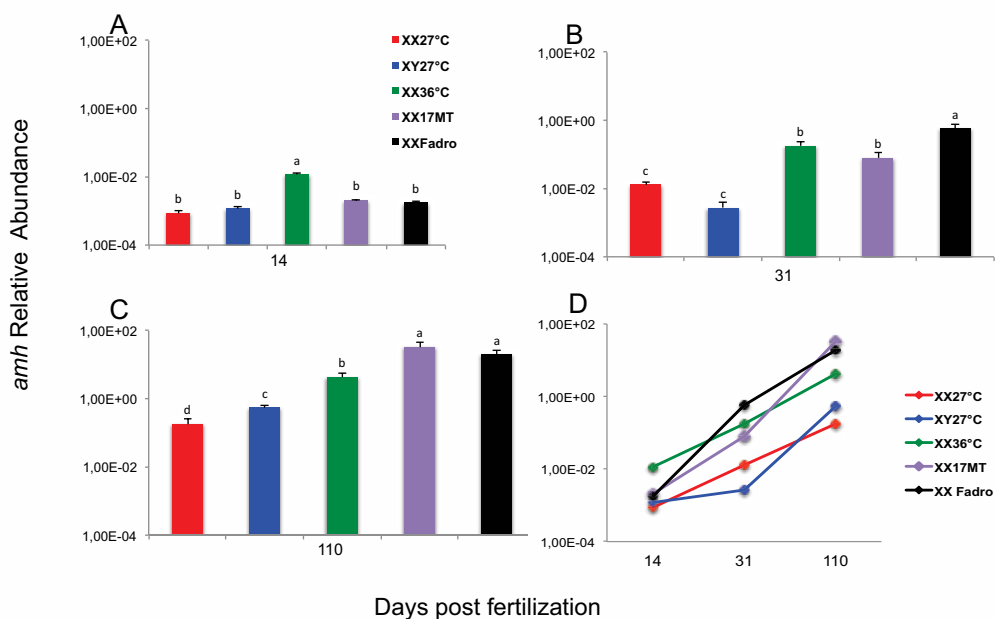 A
1,00E+02
1,00E+00
1,00E-02
1,00E-04
b
b
a
b
b
14
XX27°C
XY27°C
XX36°C
XX17MT
XXFadro
B
1,00E+02
1,00E+00
1,00E-02
1,00E-04
c
c
b
b
a
31
amh Relative Abundance
C
1,00E+02
1,00E+00
1,00E-02
1,00E-04
d
c
b
a
a
110
D
1,00E+02
1,00E+00
1,00E-02
1,00E-04
14
31
110
XX27°C
XY27°C
XX36°C
XX17MT
XX Fadro
Days post fertilization